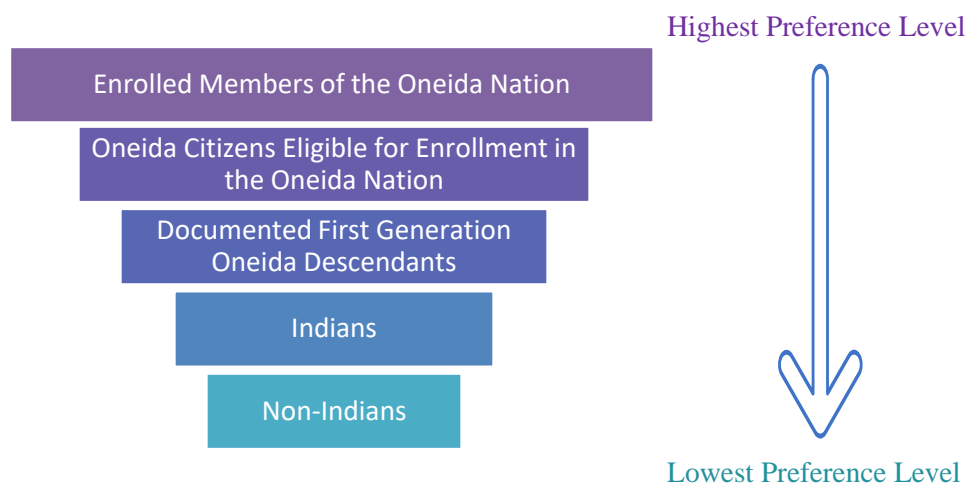 Highest Preference Level
Enrolled Members of the Oneida Nation
Oneida Citizens Eligible for Enrollment in
the Oneida Nation
Documented First Generation
Oneida Descendants
Indians
Non-Indians
Lowest Preference Level